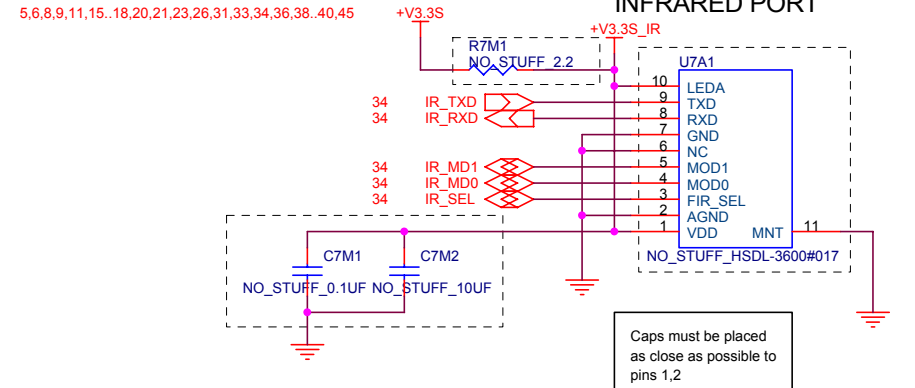 INFRARED PORT
5,6,8,9,11,15..18,20,21,23,26,31,33,34,36,38..40,45
+V3.3S
+V3.3S_IR
R7M1
NO_STUFF_2.2
U7A1
10 LEDA
34 IR_TXD 9 TXD
34 IR_RXD 8 RXD
7 GND
6 NC
34 IR_MD1 5 MOD1
34 IR_MD0 4 MOD0
34 IR_SEL 3 FIR_SEL
2 AGND
1 VDD MNT 11
NO_STUFF_HSDL-3600#017
C7M1 C7M2
NO_STUFF_0.1UF NO_STUFF_10UF
Caps must be placed
as close as possible to
pins 1,2